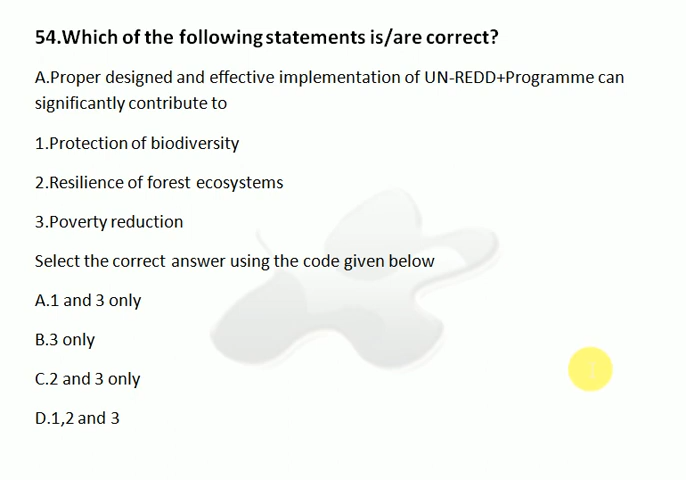 54.Which of the following statements is/are correct?
A.Proper designed and effective implementation of UN-REDD+Programme can
significantly contribute to
1.Protection of biodiversity
2.Resilience of forest ecosystems
3.Poverty reduction
Select the correct answer using the code given below
A.1 and 3 only
B.3 only
C.2 and 3 only
D.1,2 and 3